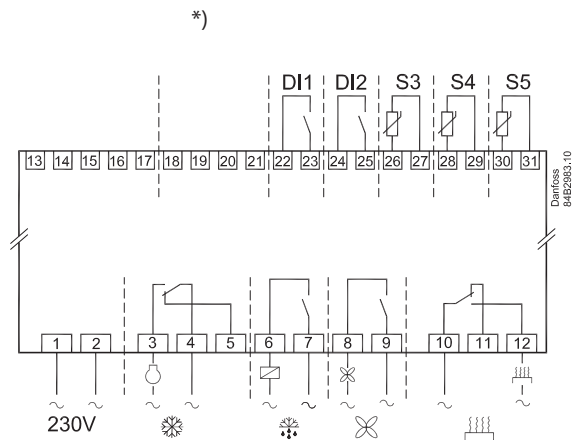 *)
DI1 DI2 S3 S4 S5
13 14 15 16 17 18 19 20 21 22 23 24 25 26 27 28 29 30 31
Danfoss
84B2983.10
1 2 3 4 5 6 7 8 9 10 11 12
230V